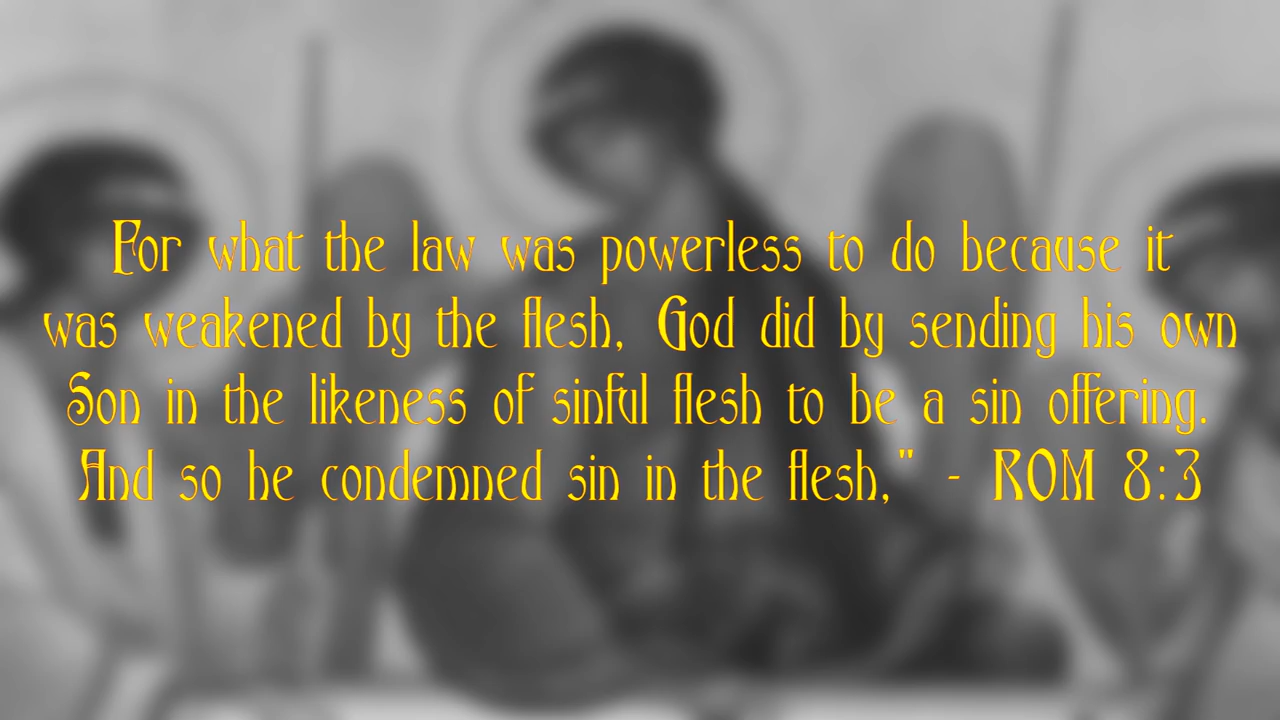 For what the law was powerless to do because it
was weakened by the flesh, God did by sending his own
Son in the likeness of sinful flesh to be a sin offering.
And so he condemned sin in the flesh," - ROM 8:3